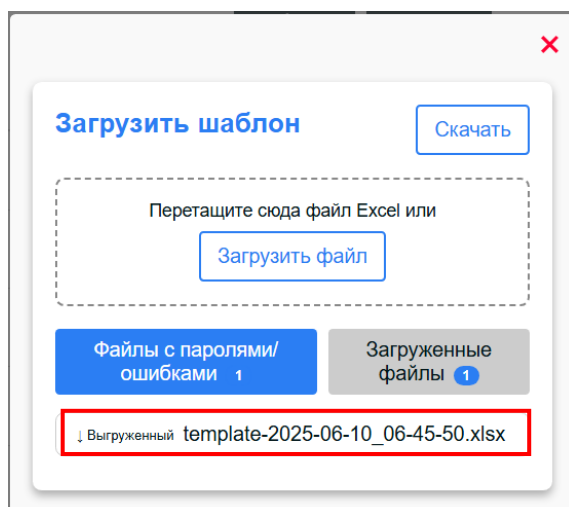 Загрузить шаблон
Скачать
Перетащите сюда файл Excel или
Загрузить файл
Файлы с паролями/
ошибками 1
Загруженные
файлы 1
↓ Выгруженный template-2025-06-10_06-45-50.xlsx